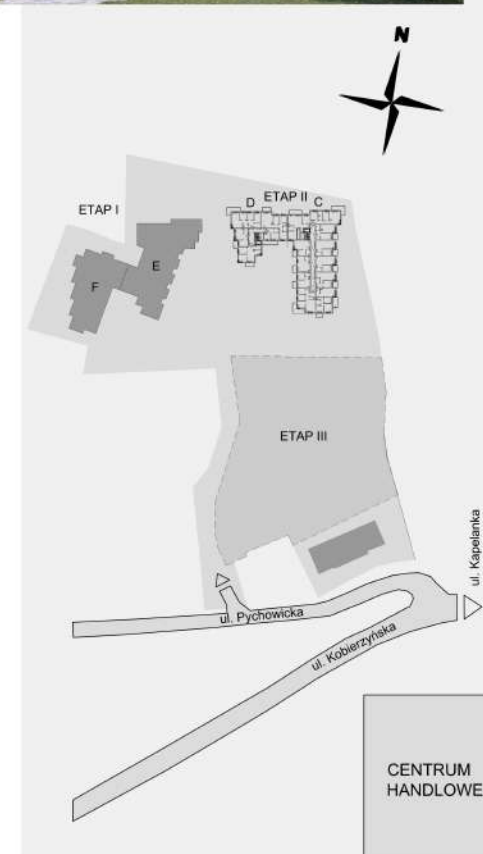 N
ETAP I
D
ETAP II
C
E
F
ETAP III
ul. Kapelanka
ul. Pychowicka
ul. Kobierzyńska
CENTRUM
HANDLOWE